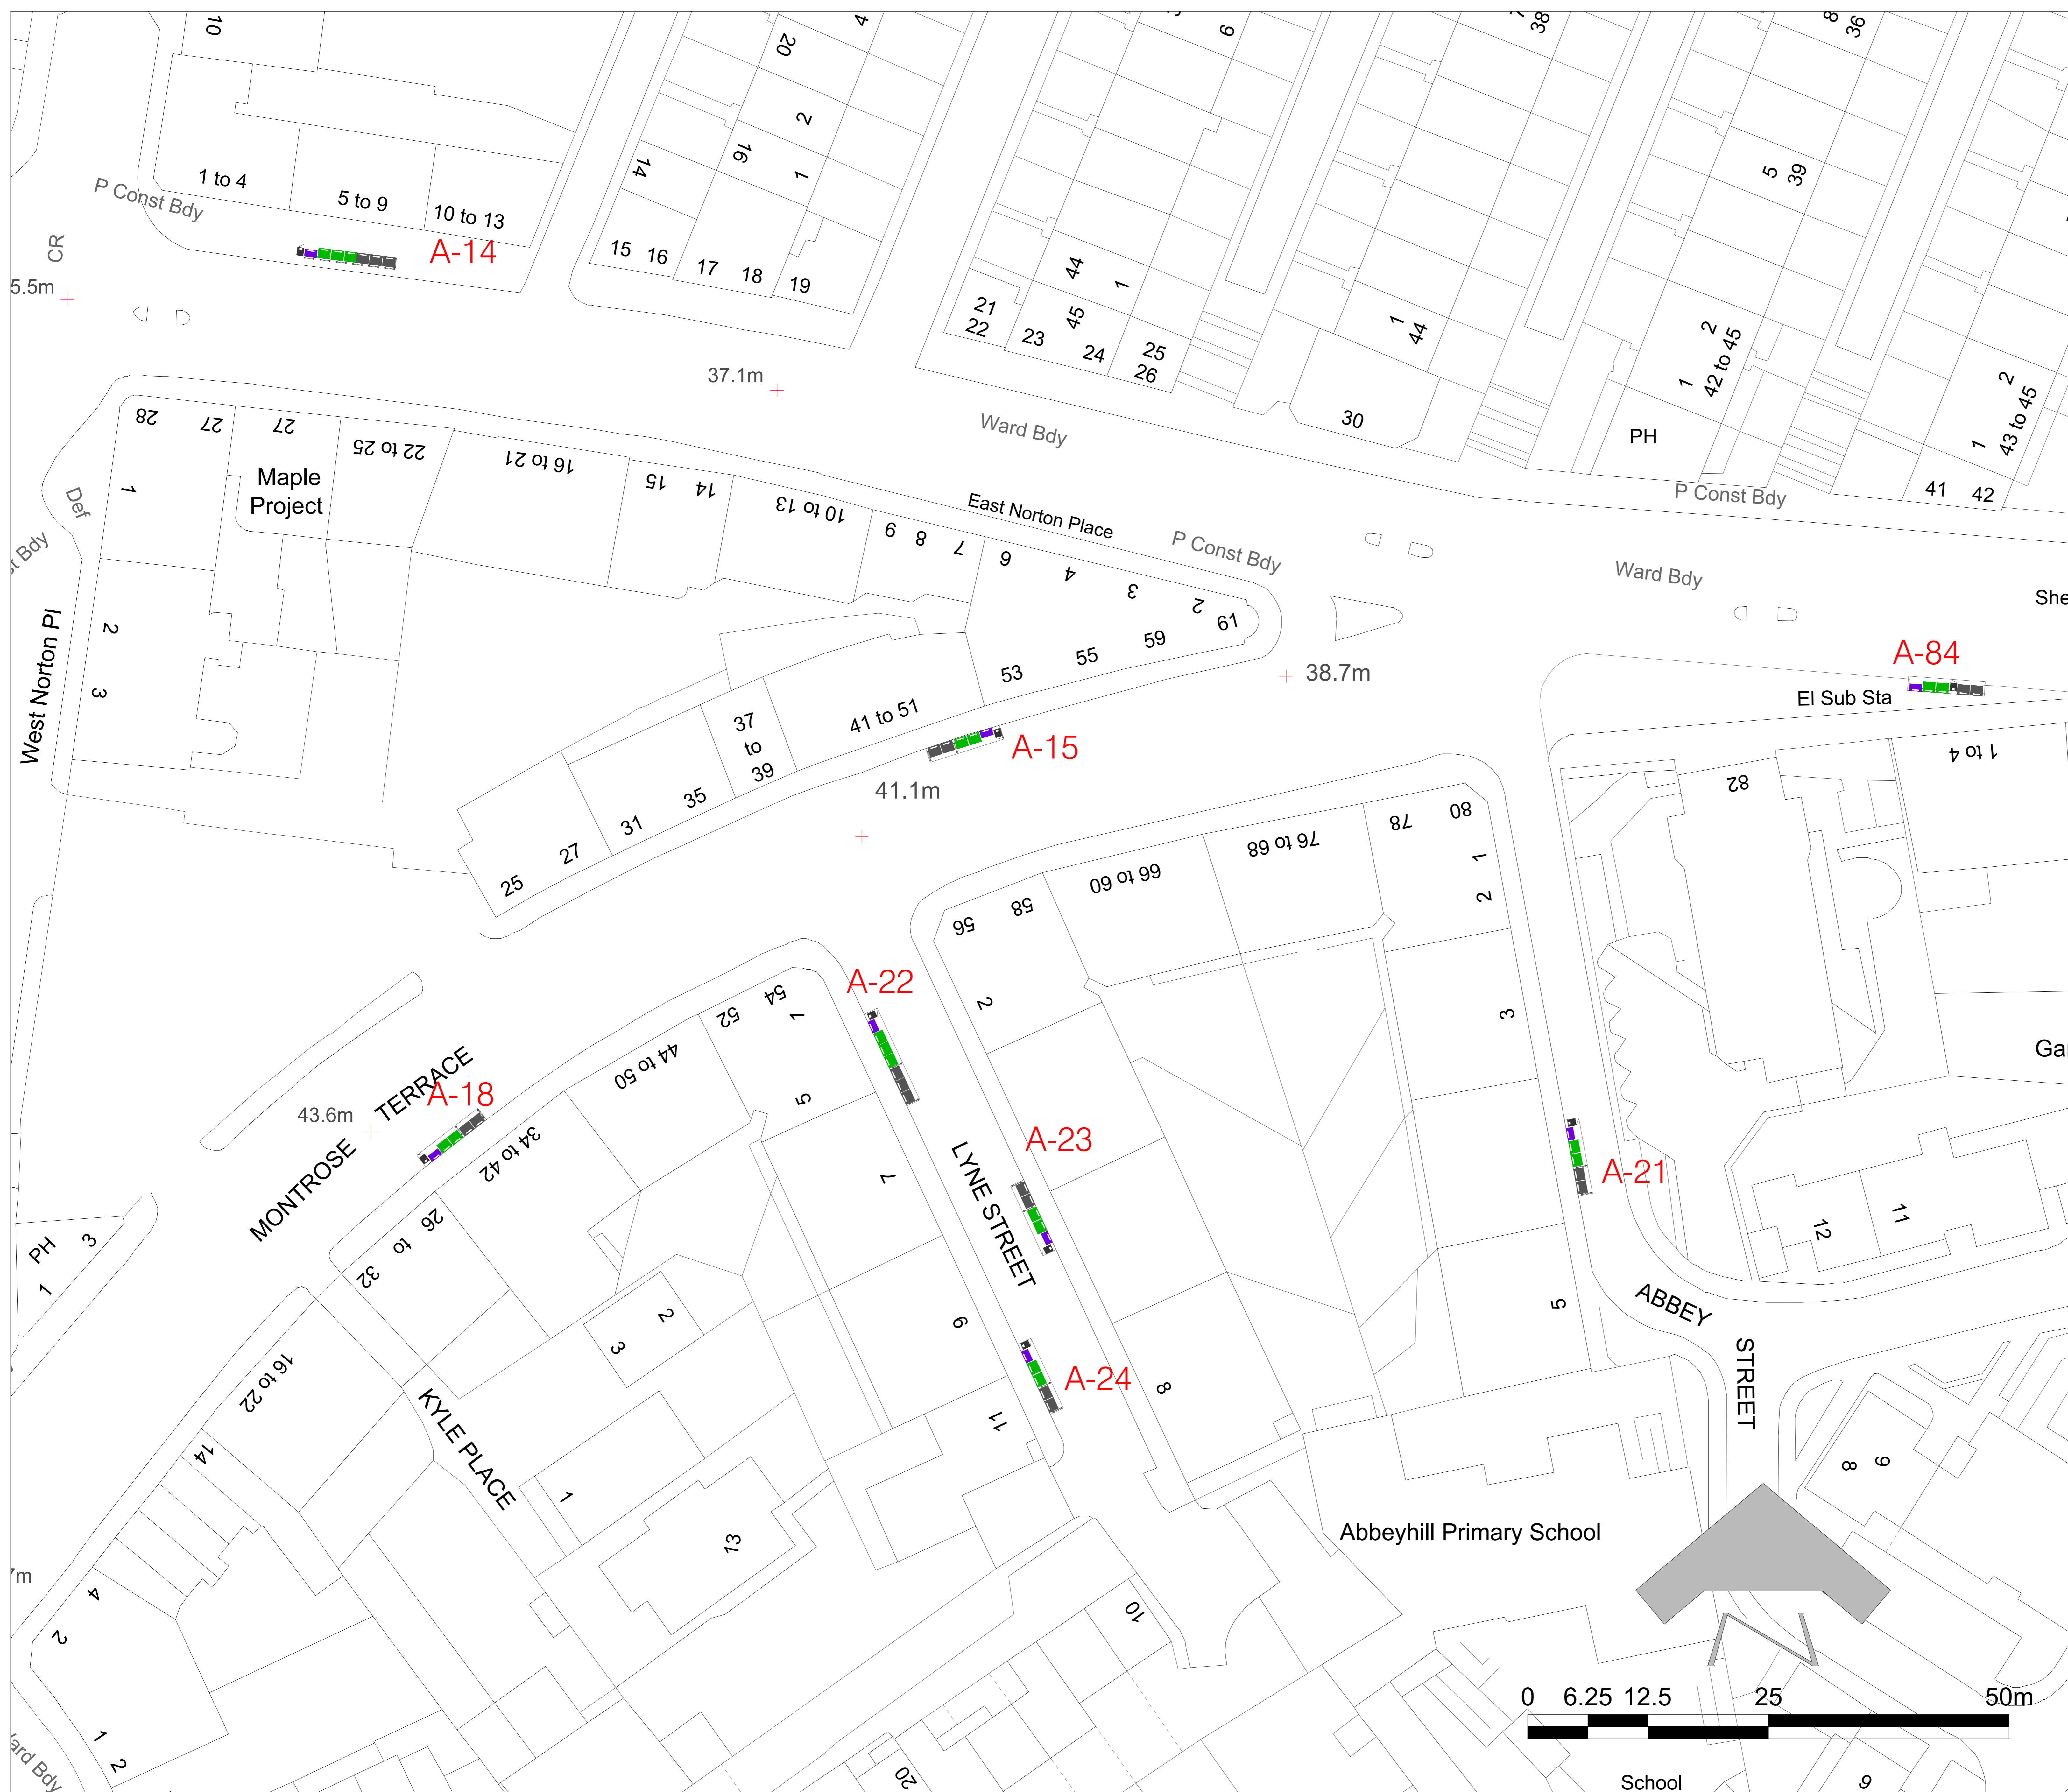 10
20
4
6
38
8
36
1 to 4
5 to 9
10 to 13
P Const Bdy
CR
A-14
14
16
2
1
15
16
17
18
19
5.5m
37.1m
44
1
45
21
22
23
24
25
26
Ward Bdy
30
1
44
5
39
2
42 to 45
1
PH
2
43 to 45
1
41
42
P Const Bdy
28
27
27
22 to 25
16 to 21
15
14
10 to 13
9
8
7
6
4
3
2
61
59
55
53
Maple
Project
East Norton Place
P Const Bdy
Ward Bdy
Def
st Bdy
1
2
3
West Norton Pl
She
A-84
El Sub Sta
38.7m
41 to 51
37
to
39
35
31
27
25
A-15
41.1m
1 to 4
82
80
78
76 to 68
66 to 60
58
56
1
2
3
5
2
8
A-22
54
52
7
5
44 to 50
34 to 42
26
to
32
MONTROSE TERRACE
A-18
43.6m
A-23
LYNE STREET
7
9
11
A-24
A-21
Gar
12
11
ABBEY
STREET
PH
3
1
2
3
16 to 22
14
KYLE PLACE
1
13
4
2
7m
1
2
Ward Bdy
Abbeyhill Primary School
8
9
10
20
0 6.25 12.5 25 50m
School
9